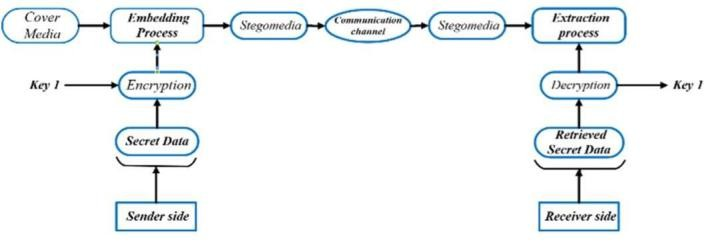 Cover
Media
Embedding
Process
Stegomedia
Communication
channel
Stegomedia
Extraction
process
Key 1
Encryption
Decryption
Key 1
Secret Data
Retrieved
Secret Data
Sender side
Receiver side